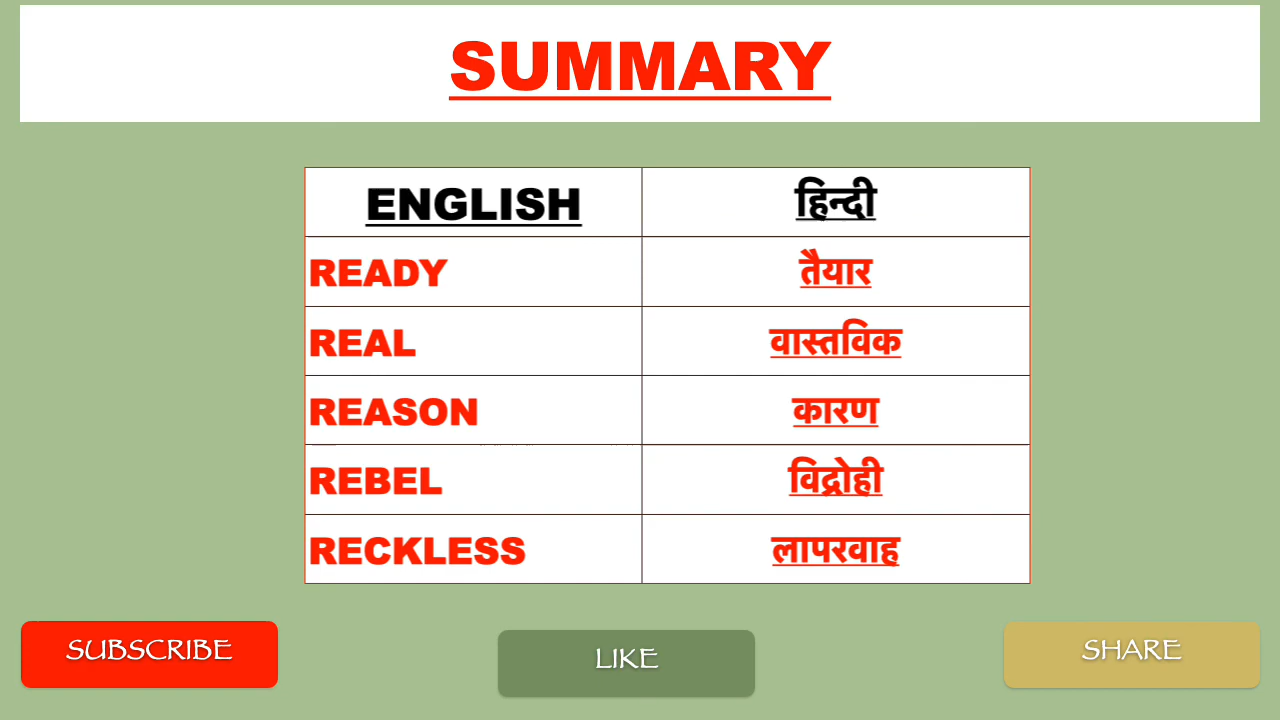 SUMMARY
ENGLISH हिन्दी
READY तैयार
REAL वास्तविक
REASON कारण
REBEL विद्रोही
RECKLESS लापरवाह
SUBSCRIBE LIKE SHARE